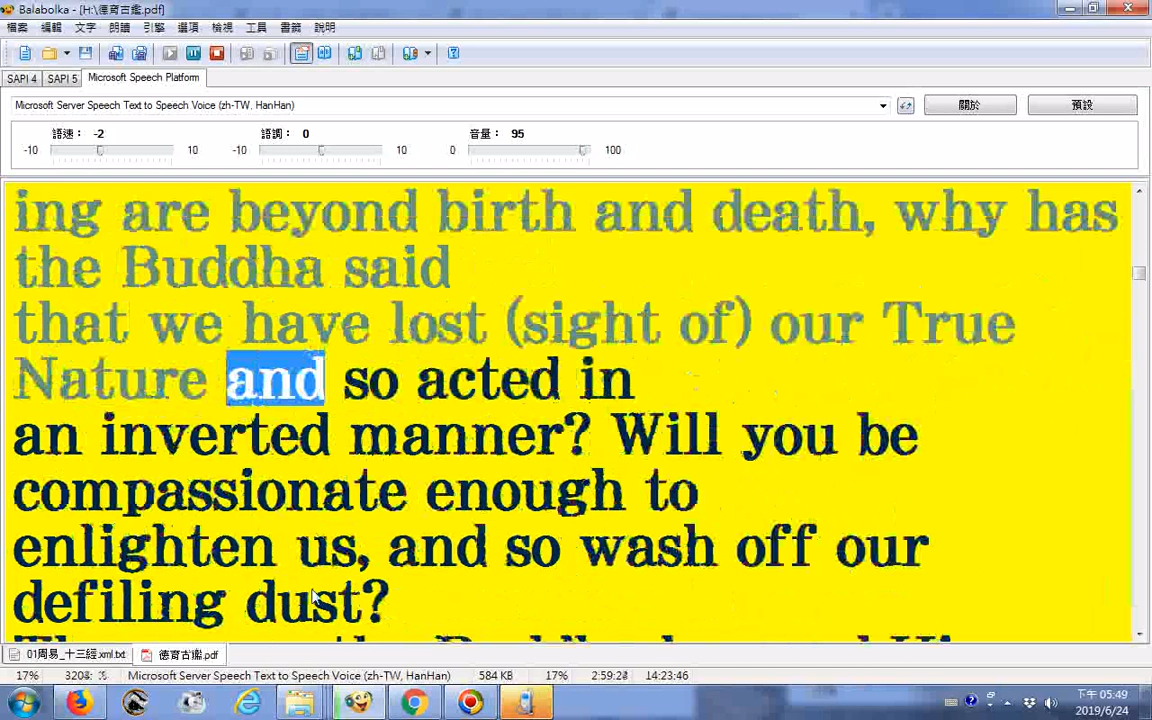 Balabolka - [H:\德育古鑑.pdf]
檔案 編輯 文字 朗讀 引擎 選項 檢視 工具 書籤 說明
SAPI 4 SAPI 5 Microsoft Speech Platform
Microsoft Server Speech Text to Speech Voice (zh-TW, HanHan) 關於 預設
語速： -2 語調： 0 音量： 95
-10 10 -10 10 0 100
ing are beyond birth and death, why has
the Buddha said
that we have lost (sight of) our True
Nature and so acted in
an inverted manner? Will you be
compassionate enough to
enlighten us, and so wash off our
defiling dust?
01周易_十三經.xml.txt 德育古鑑.pdf
17% Microsoft Server Speech Text to Speech Voice (zh-TW, HanHan) 584 KB 17% 2:59:28 14:23:46
下午 05:49
2019/6/24